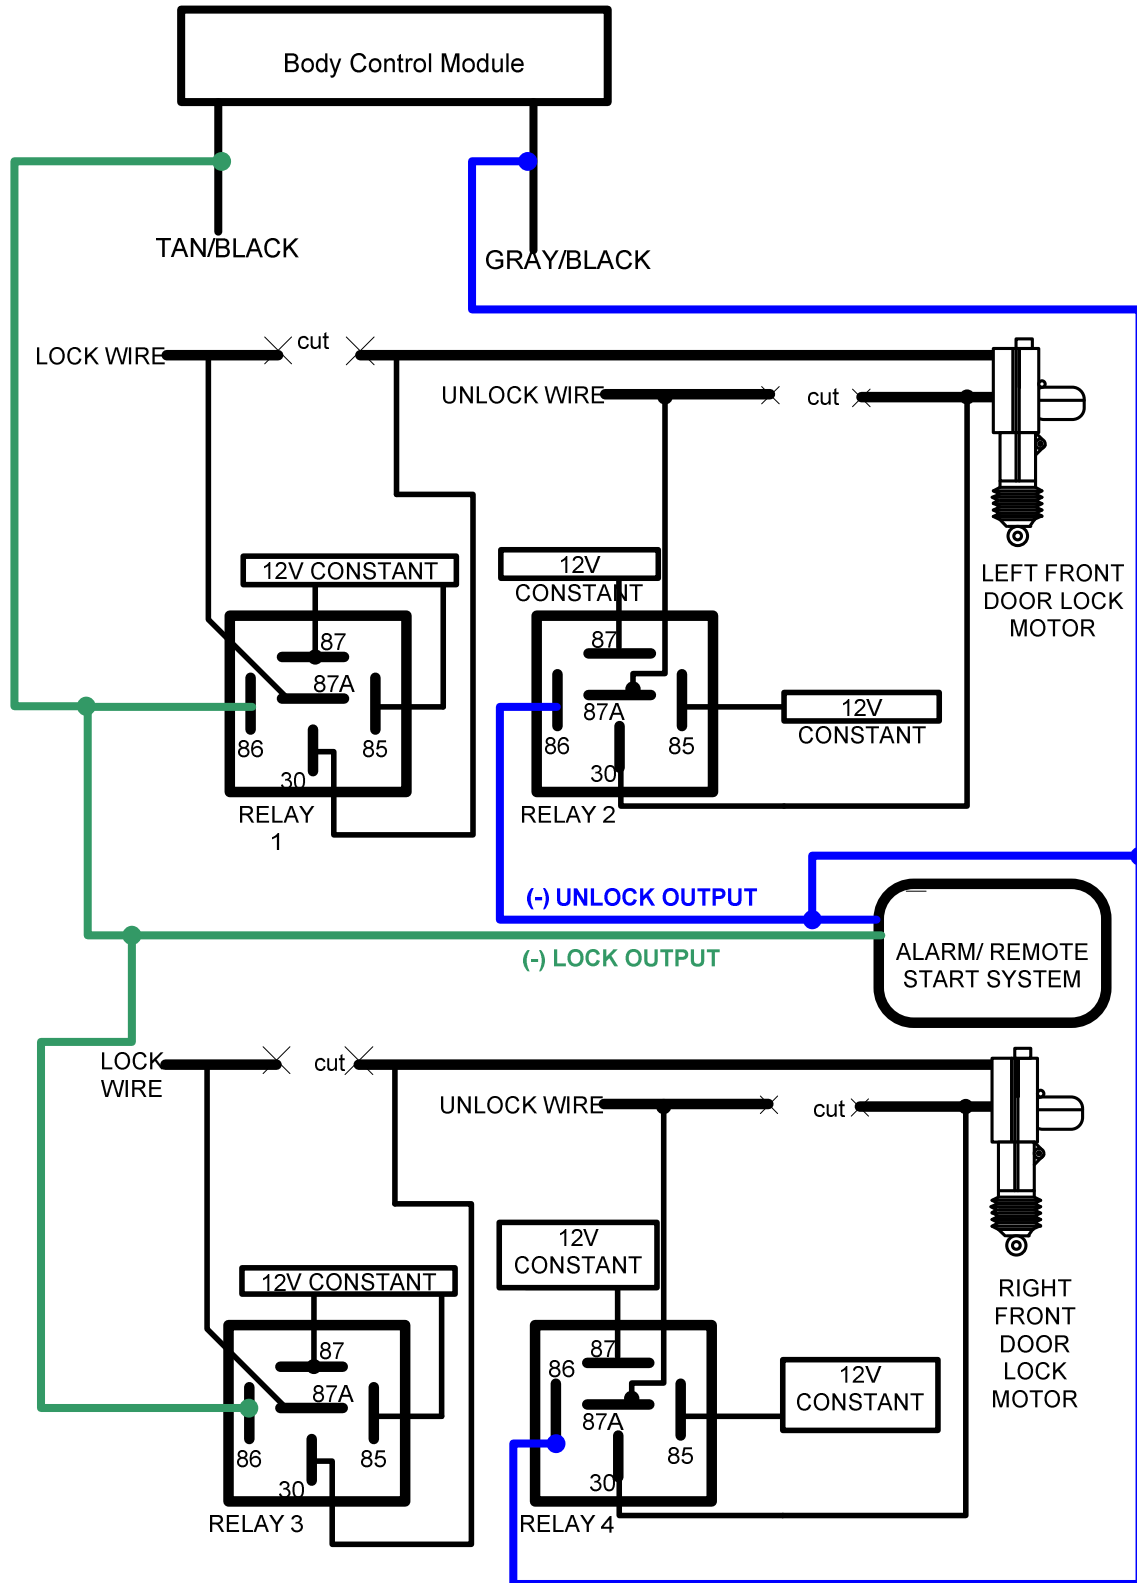 Body Control Module
TAN/BLACK
GRAY/BLACK
LOCK WIRE
cut
UNLOCK WIRE
cut
LEFT FRONT
DOOR LOCK
MOTOR
12V CONSTANT
12V
CONSTANT
87
87A
86
85
30
RELAY
1
87
87A
86
85
30
RELAY 2
12V
CONSTANT
(-) UNLOCK OUTPUT
(-) LOCK OUTPUT
ALARM/ REMOTE
START SYSTEM
LOCK
WIRE
cut
UNLOCK WIRE
cut
RIGHT
FRONT
DOOR
LOCK
MOTOR
12V CONSTANT
12V
CONSTANT
87
87A
86
85
30
RELAY 3
87
86
87A
85
30
RELAY 4
12V
CONSTANT